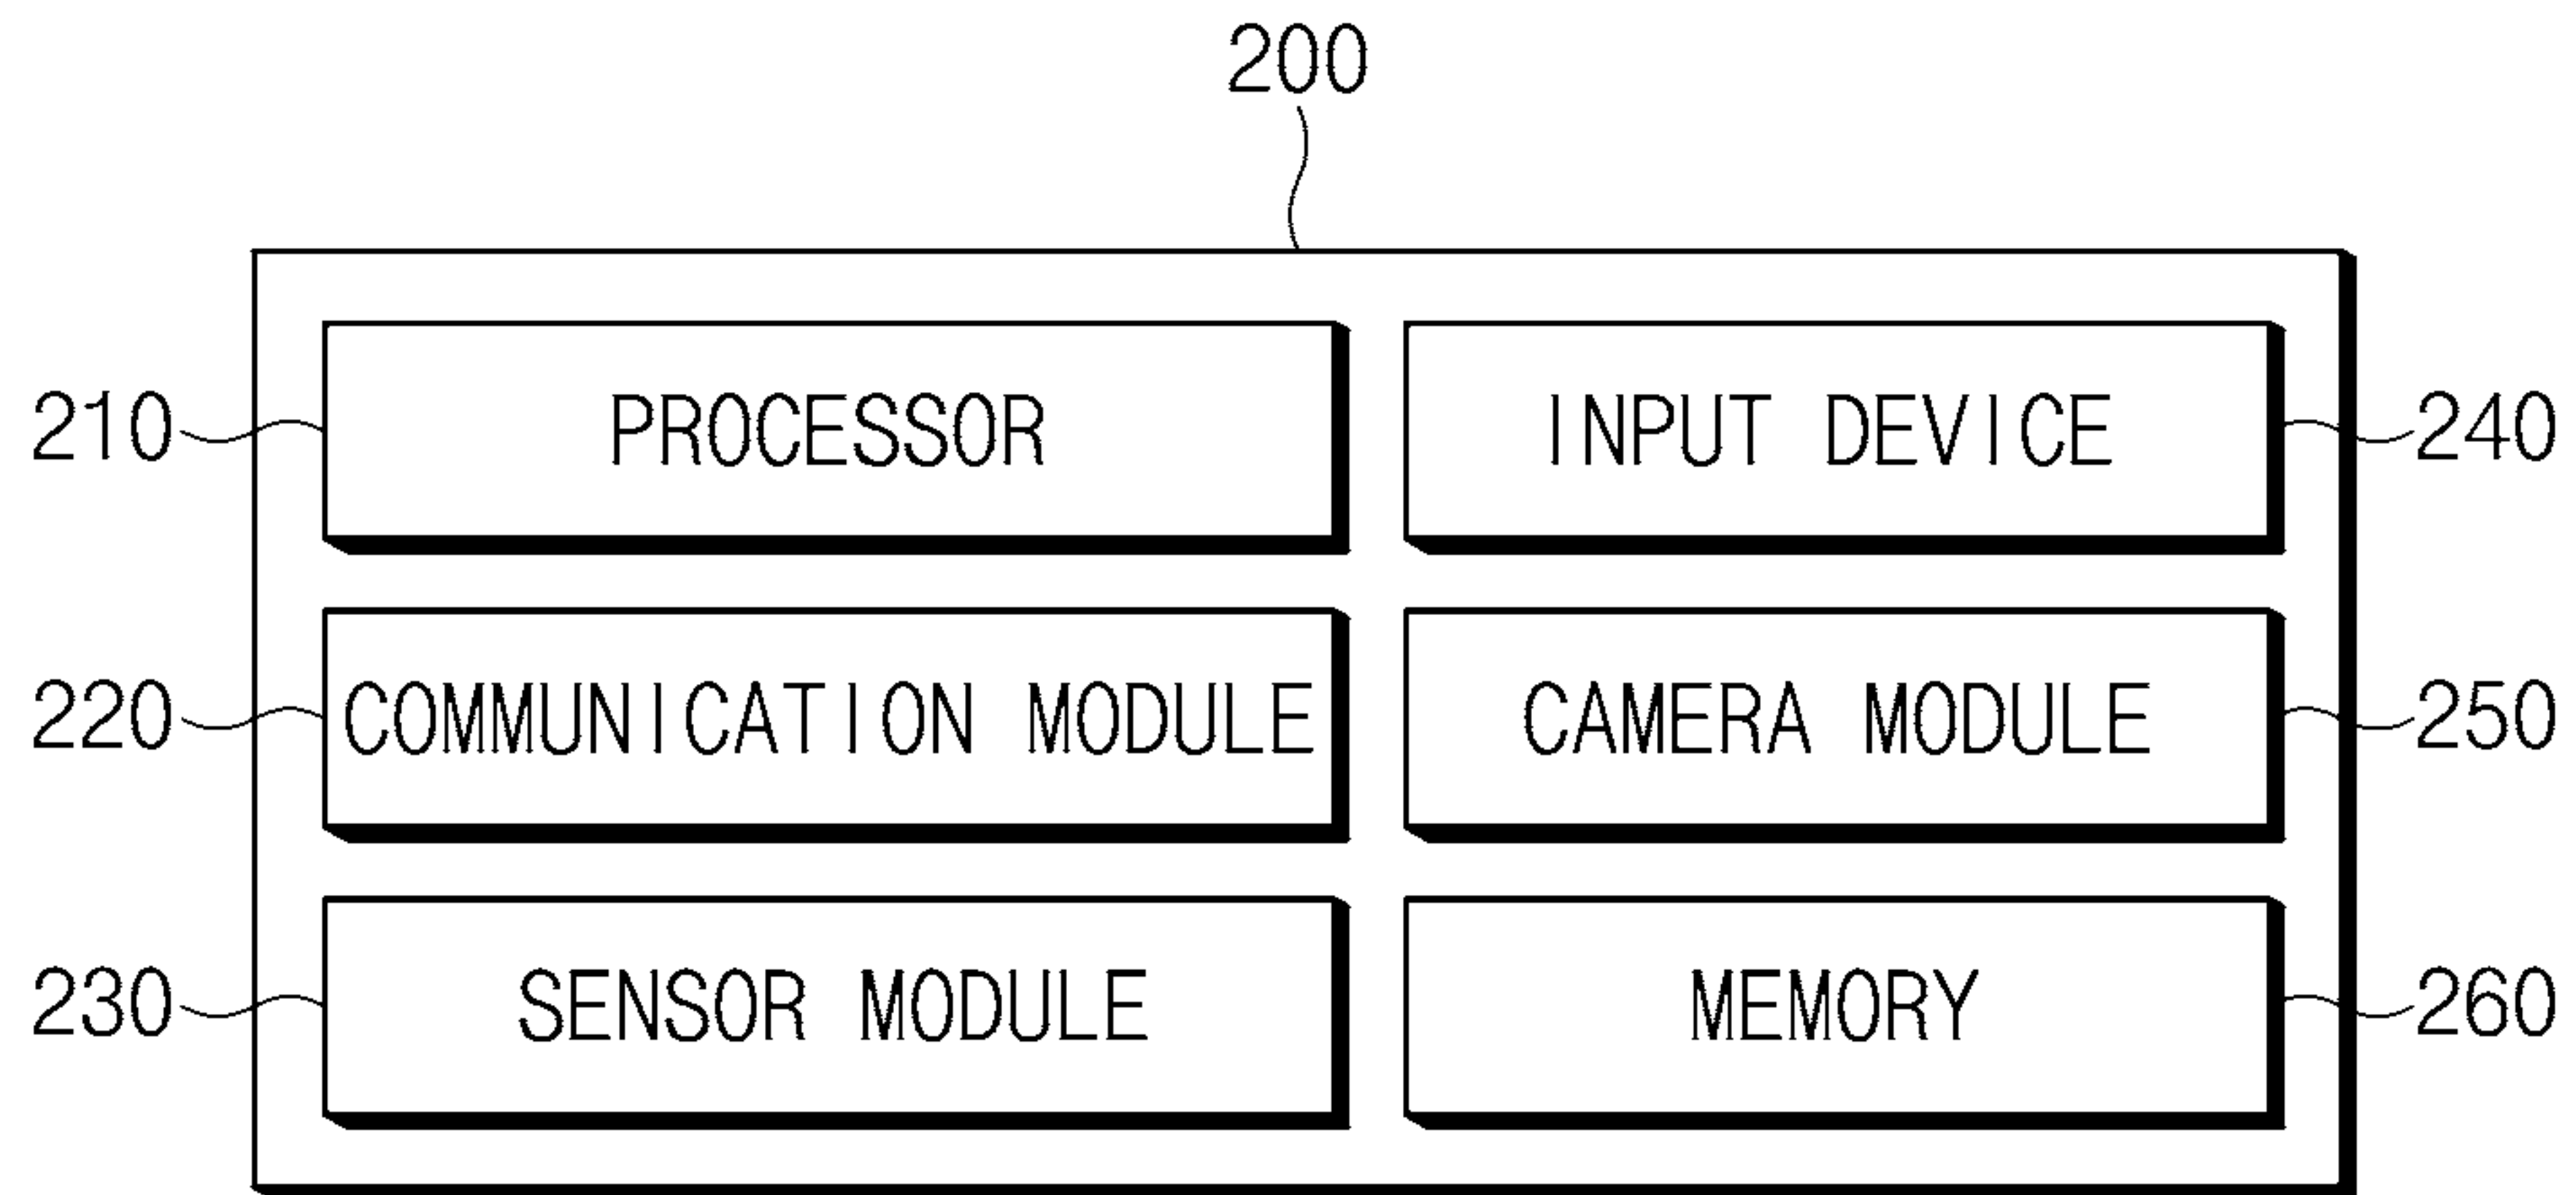 200
210 PROCESSOR INPUT DEVICE 240
220 COMMUNICATION MODULE CAMERA MODULE 250
230 SENSOR MODULE MEMORY 260